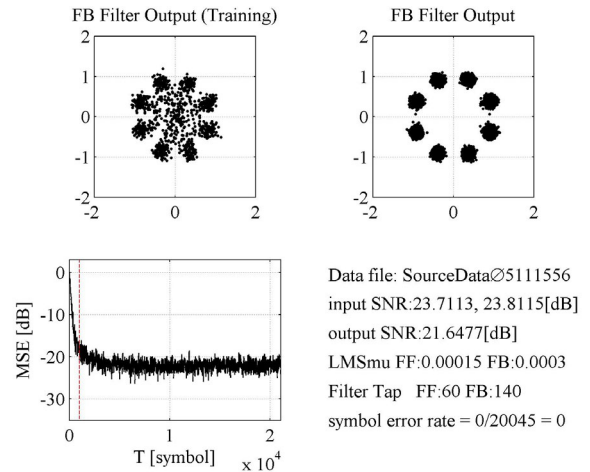 FB Filter Output (Training)
2
1
0
-1
-2
-2
0
2
FB Filter Output
2
1
0
-1
-2
-2
0
2
0
-10
-20
-30
MSE [dB]
0
1
2
T [symbol]
x 10^4
Data file: SourceData∅5111556
input SNR:23.7113, 23.8115[dB]
output SNR:21.6477[dB]
LMSmu FF:0.00015 FB:0.0003
Filter Tap FF:60 FB:140
symbol error rate = 0/20045 = 0